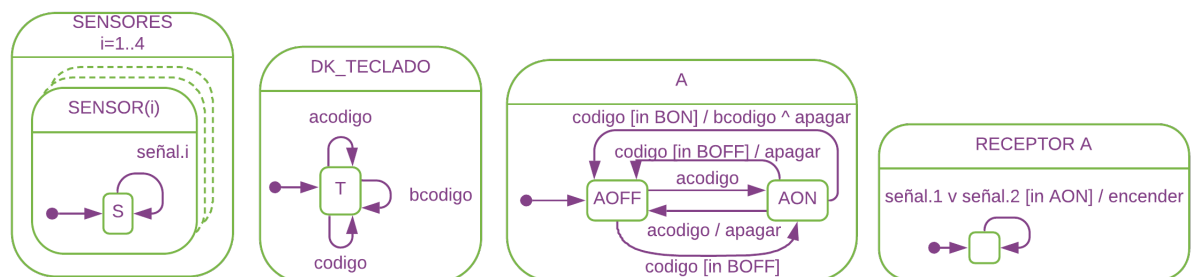 SENSORES
i=1..4
SENSOR(i)
señal.i
S
DK_TECLADO
acodigo
T
bcodigo
codigo
A
codigo [in BON] / bcodigo ^ apagar
codigo [in BOFF] / apagar
acodigo
AOFF
AON
acodigo / apagar
codigo [in BOFF]
RECEPTOR A
señal.1 v señal.2 [in AON] / encender